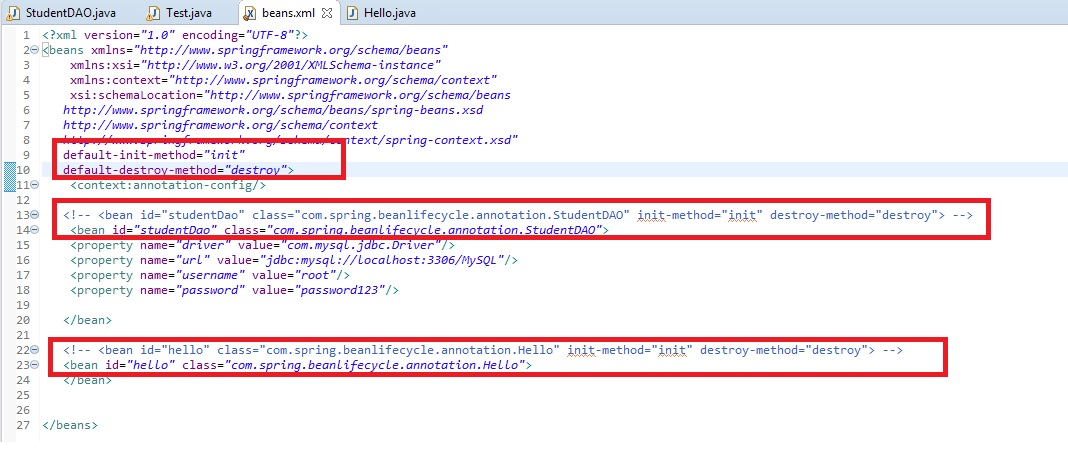 StudentDAO.java Test.java beans.xml Hello.java
1 <?xml version="1.0" encoding="UTF-8"?>
2 <beans xmlns="http://www.springframework.org/schema/beans"
3 xmlns:xsi="http://www.w3.org/2001/XMLSchema-instance"
4 xmlns:context="http://www.springframework.org/schema/context"
5 xsi:schemaLocation="http://www.springframework.org/schema/beans
6 http://www.springframework.org/schema/beans/spring-beans.xsd
7 http://www.springframework.org/schema/context
8 http://www.springframework.org/schema/context/spring-context.xsd"
9 default-init-method="init"
10 default-destroy-method="destroy">
11 <context:annotation-config/>
12
13 <!-- <bean id="studentDao" class="com.spring.beanlifecycle.annotation.StudentDAO" init-method="init" destroy-method="destroy"> -->
14 <bean id="studentDao" class="com.spring.beanlifecycle.annotation.StudentDAO">
15 <property name="driver" value="com.mysql.jdbc.Driver"/>
16 <property name="url" value="jdbc:mysql://localhost:3306/MySQL"/>
17 <property name="username" value="root"/>
18 <property name="password" value="password123"/>
19
20 </bean>
21
22 <!-- <bean id="hello" class="com.spring.beanlifecycle.annotation.Hello" init-method="init" destroy-method="destroy"> -->
23 <bean id="hello" class="com.spring.beanlifecycle.annotation.Hello">
24 </bean>
25
26
27 </beans>